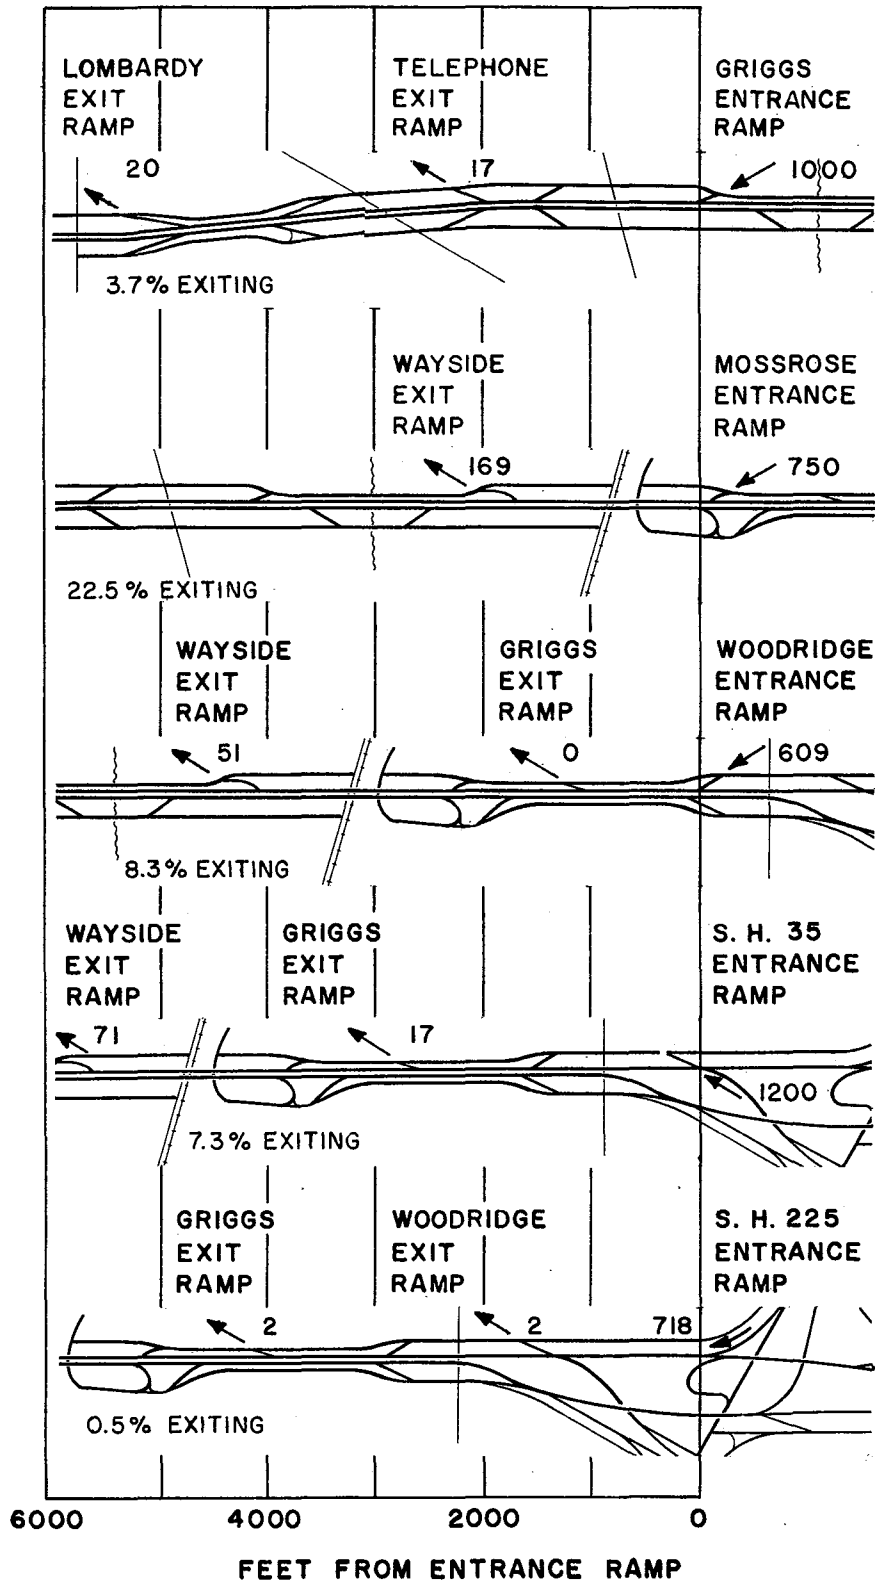 LOMBARDY
EXIT
RAMP
TELEPHONE
EXIT
RAMP
GRIGGS
ENTRANCE
RAMP
20
17
1000
3.7% EXITING
WAYSIDE
EXIT
RAMP
MOSSROSE
ENTRANCE
RAMP
169
750
22.5% EXITING
WAYSIDE
EXIT
RAMP
GRIGGS
EXIT
RAMP
WOODRIDGE
ENTRANCE
RAMP
51
0
609
8.3% EXITING
WAYSIDE
EXIT
RAMP
GRIGGS
EXIT
RAMP
S. H. 35
ENTRANCE
RAMP
71
17
1200
7.3% EXITING
GRIGGS
EXIT
RAMP
WOODRIDGE
EXIT
RAMP
S. H. 225
ENTRANCE
RAMP
2
2
718
0.5% EXITING
6000 4000 2000 0
FEET FROM ENTRANCE RAMP